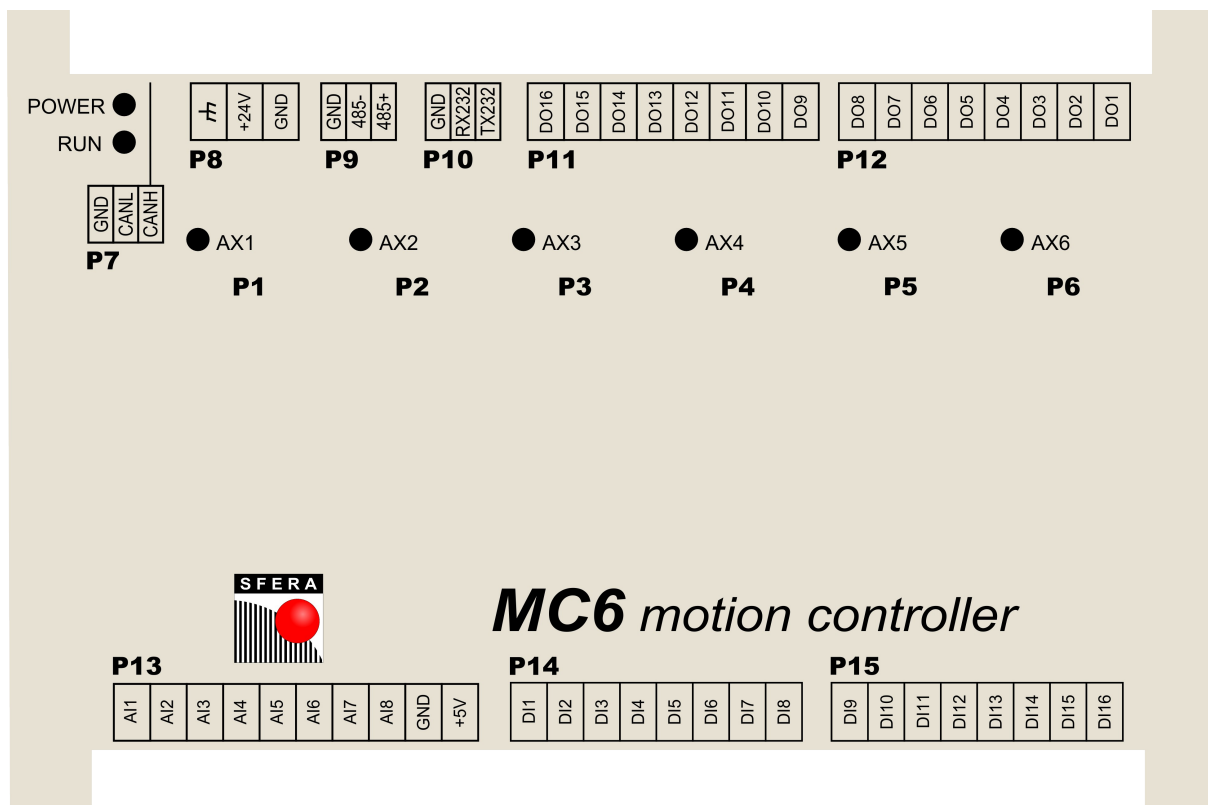 POWER
RUN
+24V GND
P8
GND 485- 485+
P9
GND RX232 TX232
P10
DO16 DO15 DO14 DO13 DO12 DO11 DO10 DO9
P11
DO8 DO7 DO6 DO5 DO4 DO3 DO2 DO1
P12
GND CANL CANH
P7
AX1 AX2 AX3 AX4 AX5 AX6
P1 P2 P3 P4 P5 P6
SFERA
MC6 motion controller
P13
AI1 AI2 AI3 AI4 AI5 AI6 AI7 AI8 GND +5V
P14
DI1 DI2 DI3 DI4 DI5 DI6 DI7 DI8
P15
DI9 DI10 DI11 DI12 DI13 DI14 DI15 DI16